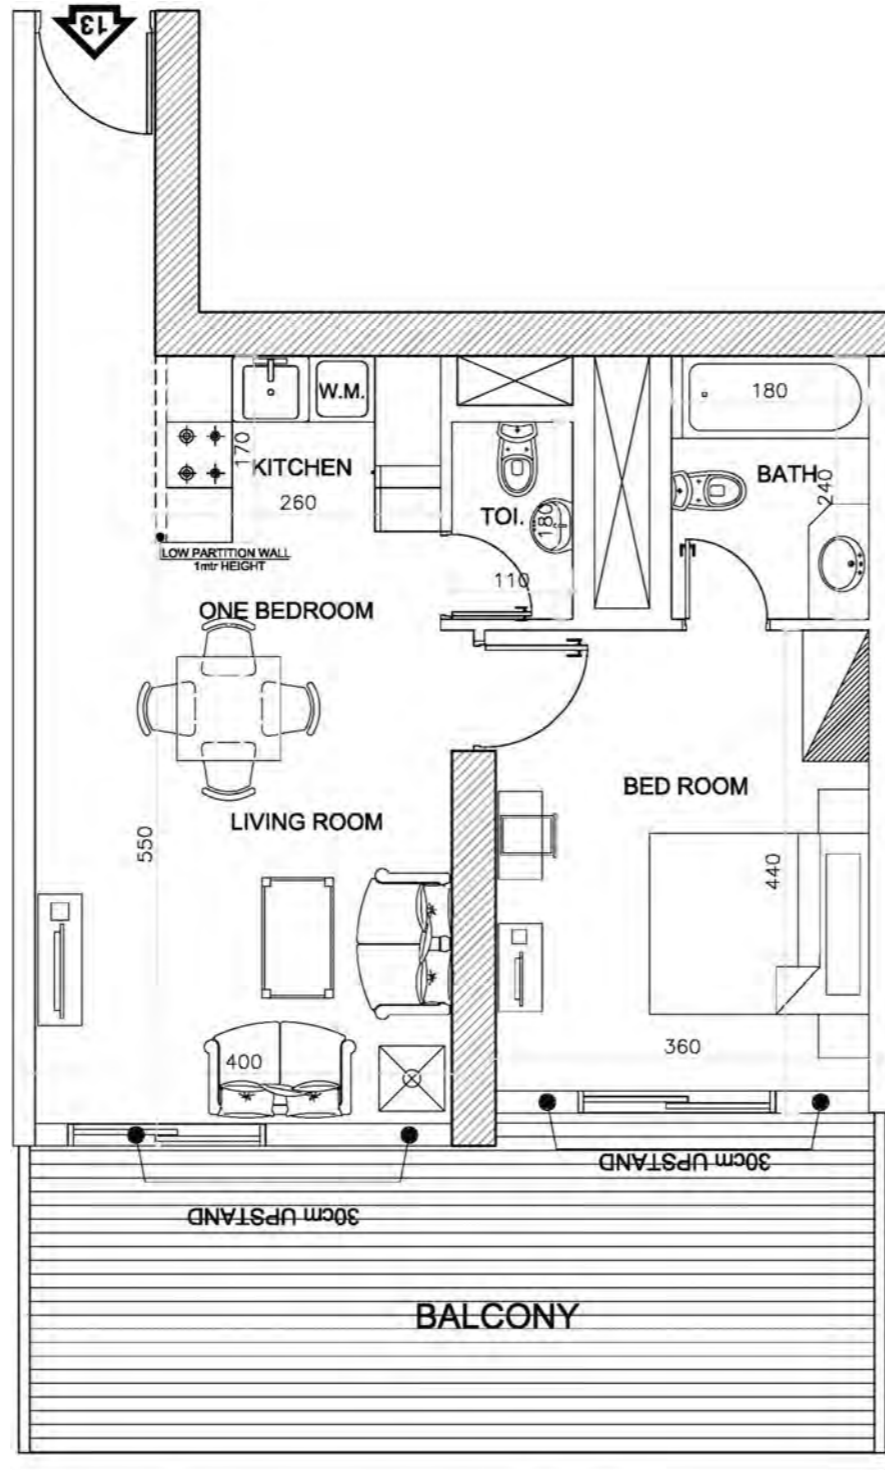 13
W.M.
180
170
KITCHEN
BATH
240
260
TOI.
180
LOW PARTITION WALL
1mtr HEIGHT
110
ONE BEDROOM
BED ROOM
LIVING ROOM
550
440
400
360
30cm UPSTAND
30cm UPSTAND
BALCONY